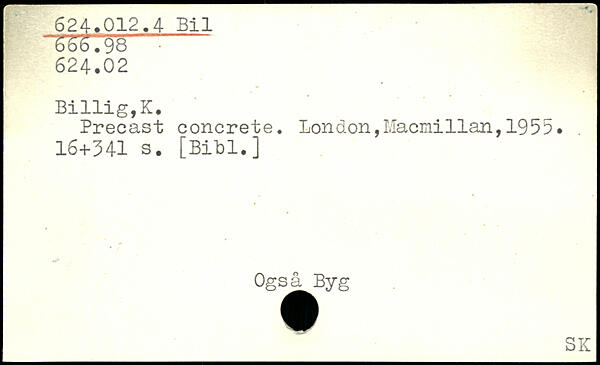 624.012.4 Bil
666.98
624.02
Billig,K.
Precast concrete. London,Macmillan,1955.
16+341 s. [Bibl.]
Også Byg
SK